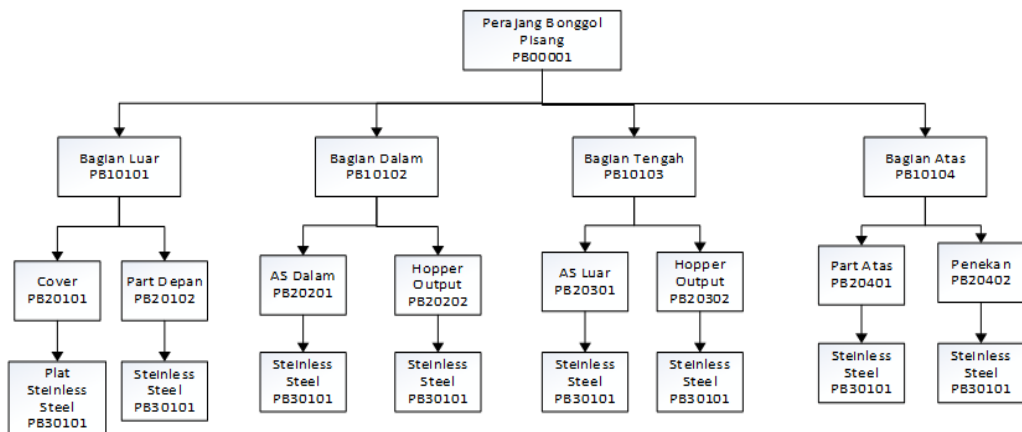 Perajang Bonggol
Pisang
PB00001
Bagian Luar
PB10101
Bagian Dalam
PB10102
Bagian Tengah
PB10103
Bagian Atas
PB10104
Cover
PB20101
Part Depan
PB20102
AS Dalam
PB20201
Hopper
Output
PB20202
AS Luar
PB20301
Hopper
Output
PB20302
Part Atas
PB20401
Penekan
PB20402
Plat
Steinless
Steel
PB30101
Steinless
Steel
PB30101
Steinless
Steel
PB30101
Steinless
Steel
PB30101
Steinless
Steel
PB30101
Steinless
Steel
PB30101
Steinless
Steel
PB30101
Steinless
Steel
PB30101